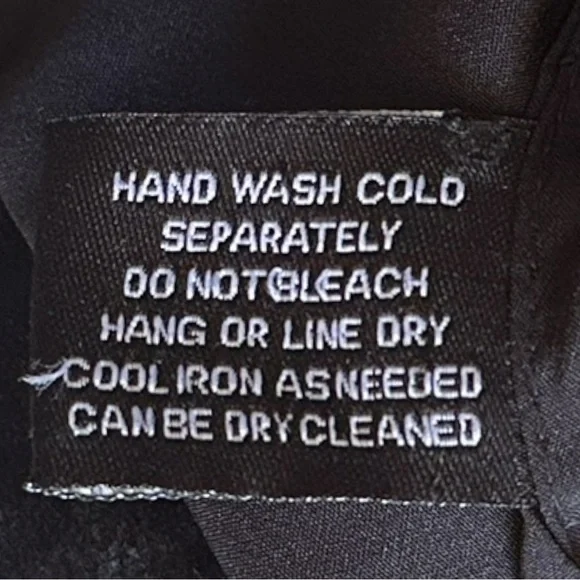 HAND WASH COLD
SEPARATELY
DO NOT BLEACH
HANG OR LINE DRY
COOL IRON AS NEEDED
CAN BE DRY CLEANED